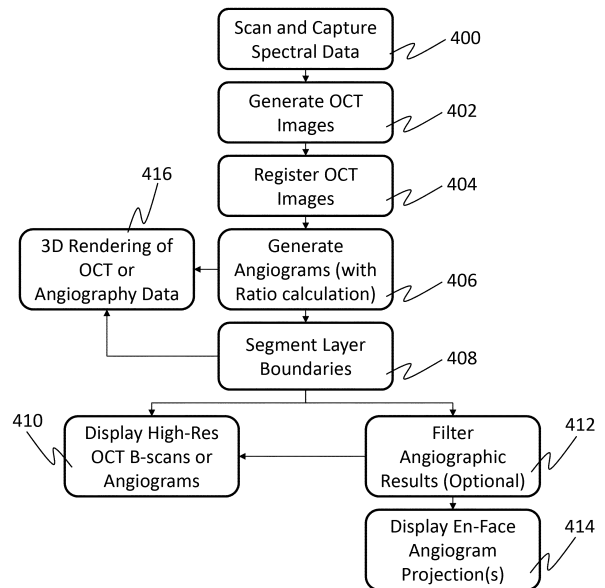 Scan and Capture
Spectral Data
400
Generate OCT
Images
402
Register OCT
Images
404
416
3D Rendering of
OCT or
Angiography Data
Generate
Angiograms (with
Ratio calculation)
406
Segment Layer
Boundaries
408
410
Display High-Res
OCT B-scans or
Angiograms
Filter
Angiographic
Results (Optional)
412
Display En-Face
Angiogram
Projection(s)
414